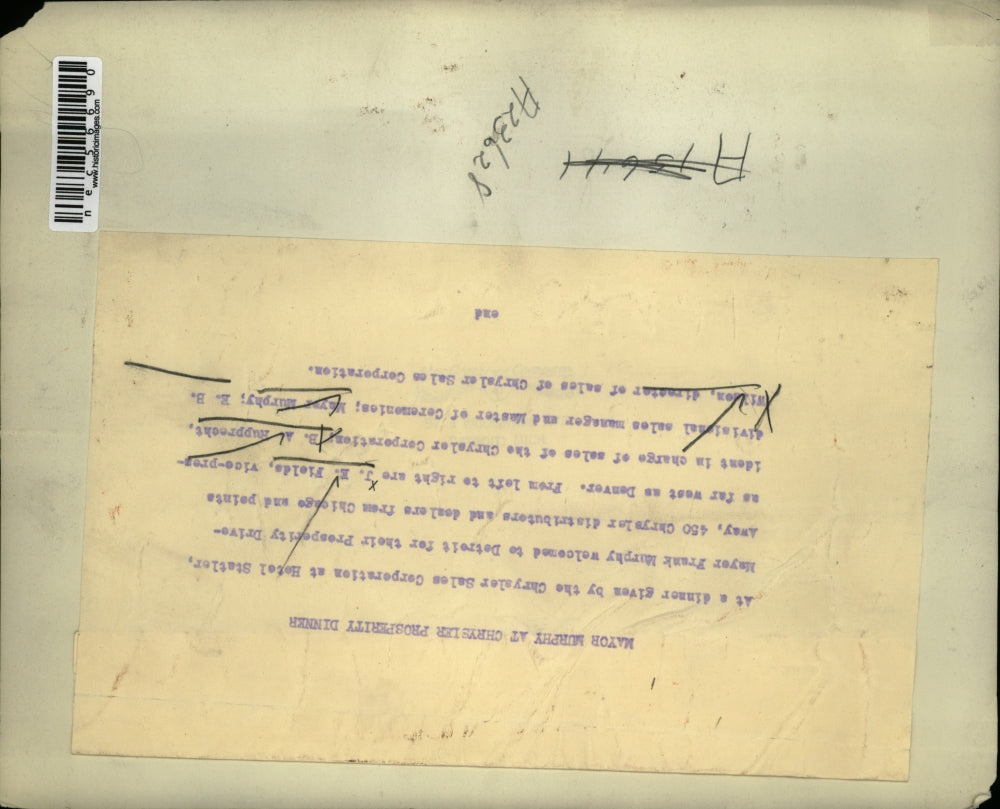 MAYOR MURPHY AT CHRYSLER PROSPERITY DINNER
At a dinner given by the Chrysler Sales Corporation at Hotel Statler,
Mayor Frank Murphy welcomed to Detroit for their Prosperity Drive-
Away, 450 Chrysler distributors and dealers from Chicago and points
as far west as Denver. From left to right are J. E. Fields, vice-pres-
ident in charge of sales of the Chrysler Corporation; B. A. Rupprecht,
divisional sales manager and Master of Ceremonies; Mayor Murphy; E. B.
Wilson, director of sales of Chrysler Sales Corporation.
end
A23628
nec56690
www.historicimages.com